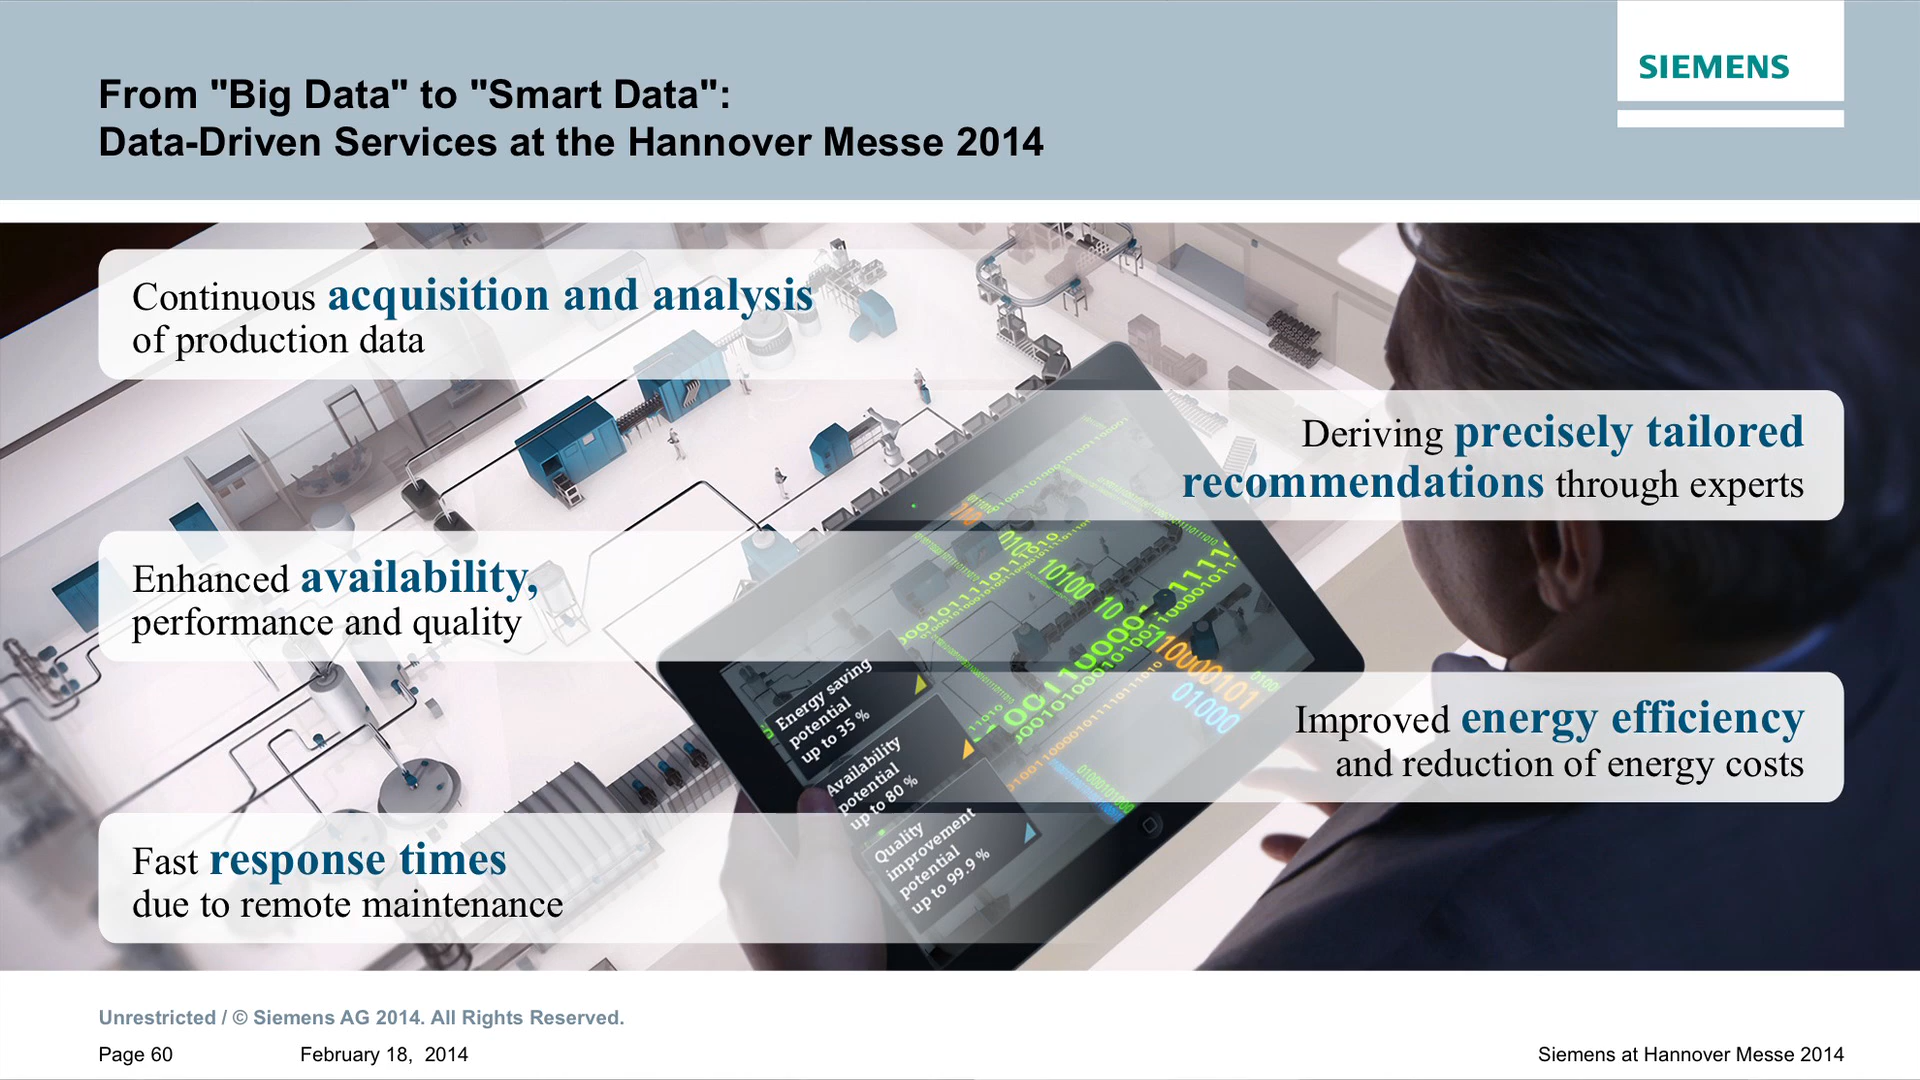 From "Big Data" to "Smart Data":
Data-Driven Services at the Hannover Messe 2014
SIEMENS
Continuous acquisition and analysis
of production data
Deriving precisely tailored
recommendations through experts
Enhanced availability,
performance and quality
Improved energy efficiency
and reduction of energy costs
Fast response times
due to remote maintenance
Energy saving
potential
up to 35 %
Availability
potential
up to 80 %
Quality
improvement
potential
up to 99.9 %
10100 10
10000101
01000
Unrestricted / © Siemens AG 2014. All Rights Reserved.
Page 60
February 18, 2014
Siemens at Hannover Messe 2014